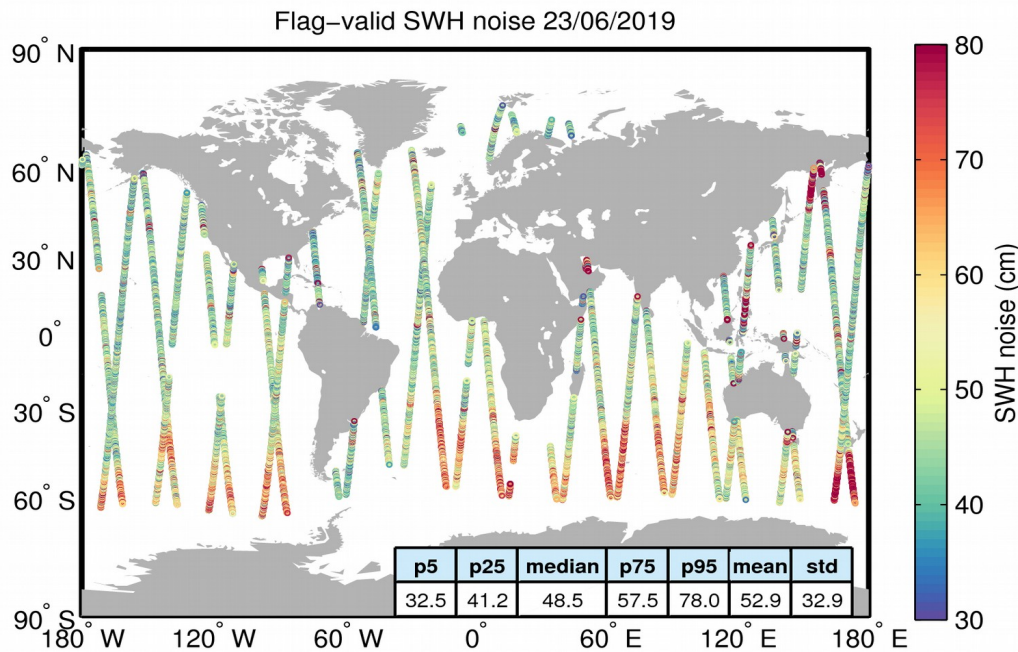 Flag−valid SWH noise 23/06/2019
90° N
60° N
30° N
0°
30° S
60° S
90° S
180° W
120° W
60° W
0°
60° E
120° E
180° E
80
70
60
50
40
30
SWH noise (cm)
p5 p25 median p75 p95 mean std
32.5 41.2 48.5 57.5 78.0 52.9 32.9